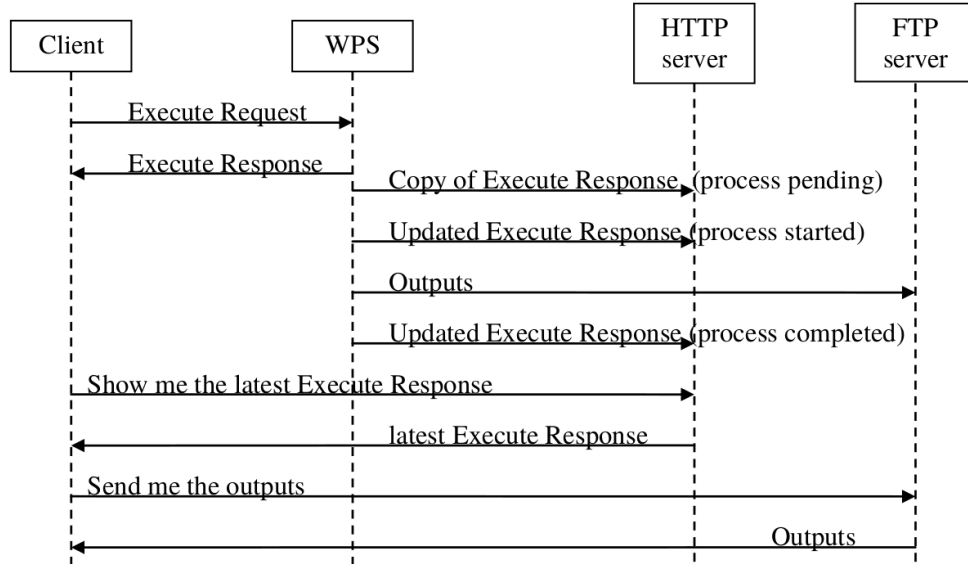 Client
WPS
HTTP
server
FTP
server
Execute Request
Execute Response
Copy of Execute Response (process pending)
Updated Execute Response (process started)
Outputs
Updated Execute Response (process completed)
Show me the latest Execute Response
latest Execute Response
Send me the outputs
Outputs